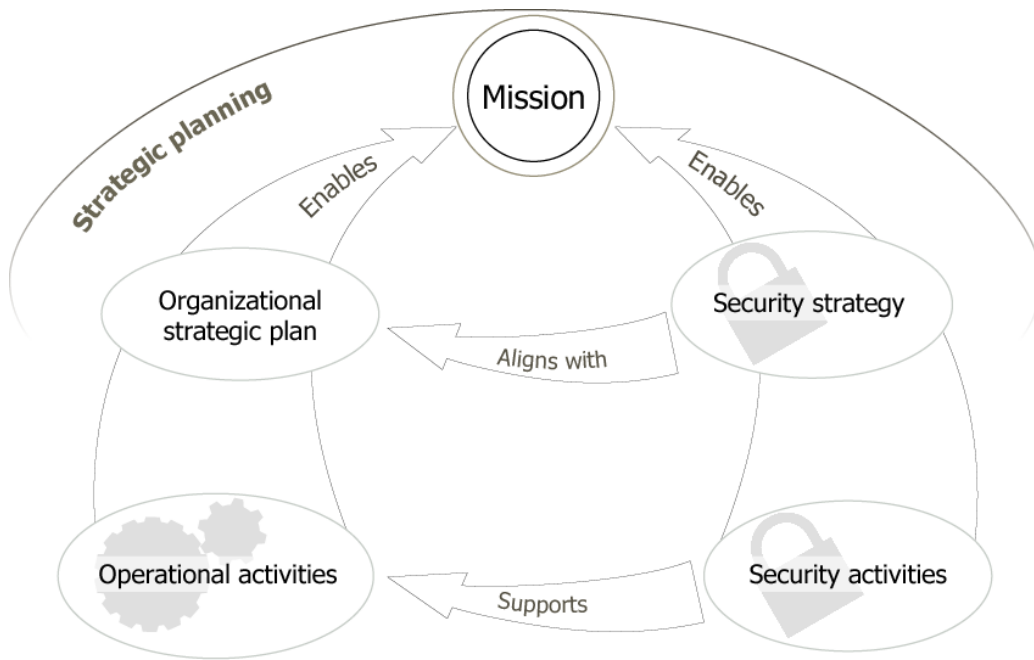 Mission
Strategic planning
Enables
Enables
Organizational
strategic plan
Security strategy
Aligns with
Operational activities
Security activities
Supports